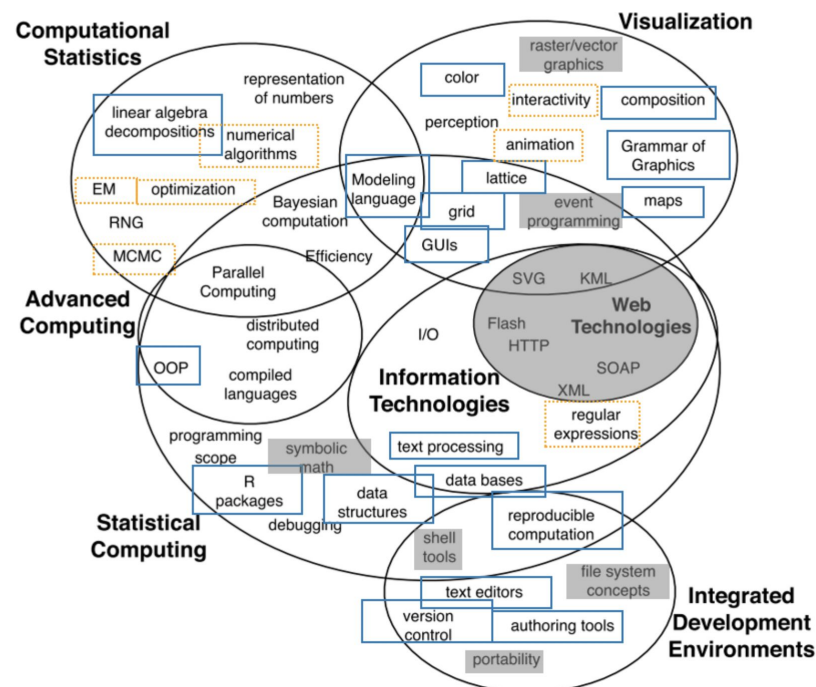 Computational
Statistics
Visualization
raster/vector
graphics
representation
of numbers
color
interactivity
composition
linear algebra
decompositions
perception
numerical
algorithms
animation
Grammar of
Graphics
EM
optimization
Modeling
language
lattice
Bayesian
computation
grid
event
programming
maps
RNG
GUIs
MCMC
Efficiency
Parallel
Computing
SVG
KML
Advanced
Computing
Web
Technologies
distributed
computing
I/O
Flash
HTTP
OOP
compiled
languages
Information
Technologies
SOAP
XML
regular
expressions
programming
scope
symbolic
math
text processing
R
packages
data
structures
data bases
debugging
reproducible
computation
Statistical
Computing
shell
tools
file system
concepts
text editors
Integrated
Development
Environments
version
control
authoring tools
portability